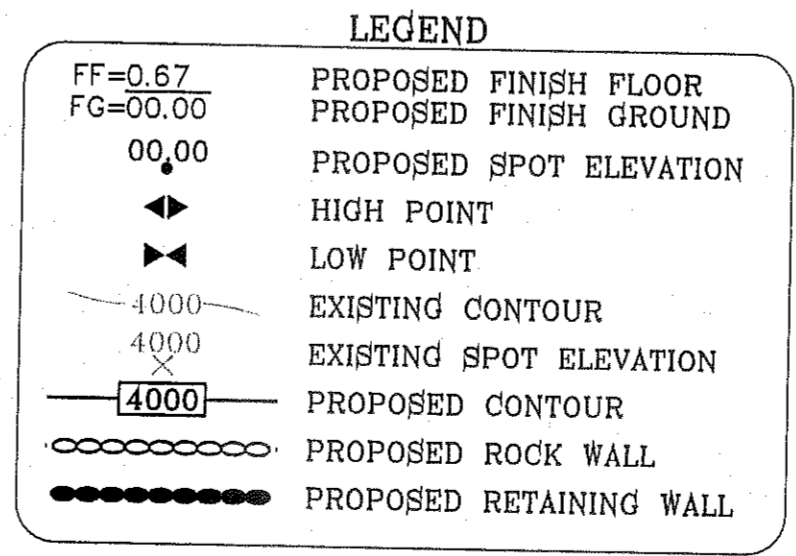 LEGEND
FF=0.67 PROPOSED FINISH FLOOR
FG=00.00 PROPOSED FINISH GROUND
00.00 PROPOSED SPOT ELEVATION
HIGH POINT
LOW POINT
4000 EXISTING CONTOUR
4000 EXISTING SPOT ELEVATION
4000 PROPOSED CONTOUR
PROPOSED ROCK WALL
PROPOSED RETAINING WALL